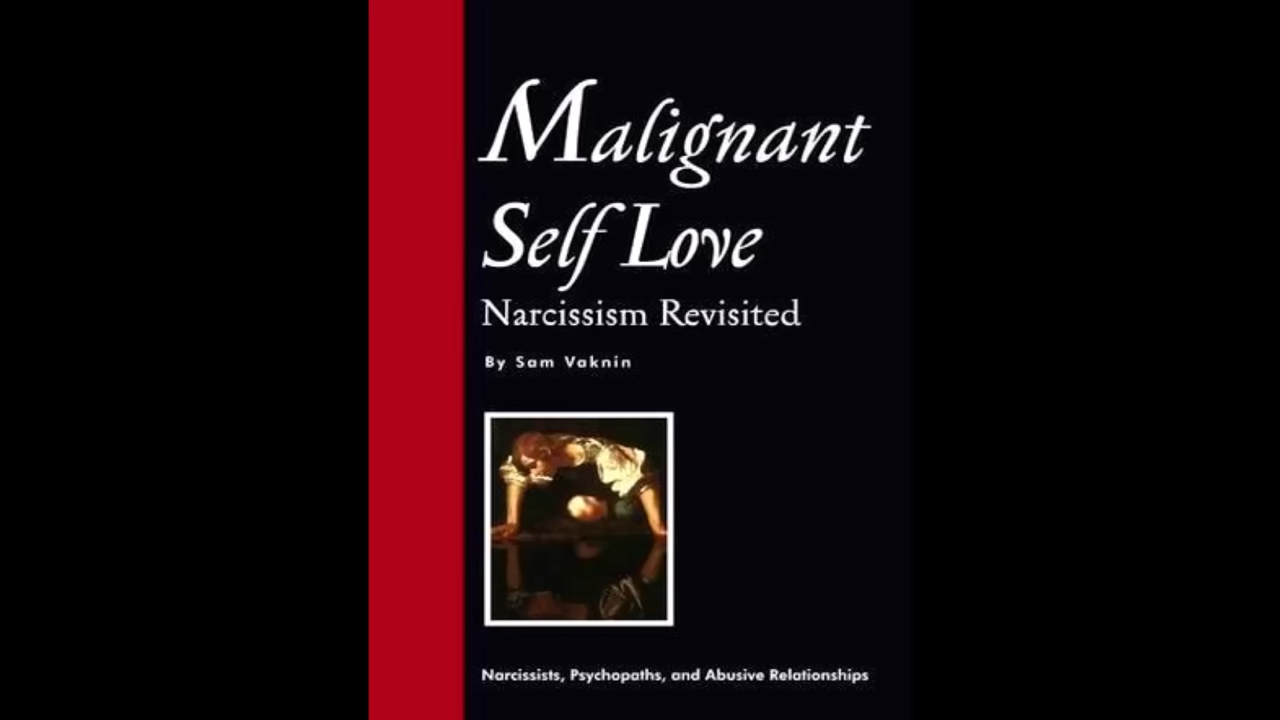 Malignant
Self Love
Narcissism Revisited
By Sam Vaknin
Narcissists, Psychopaths, and Abusive Relationships